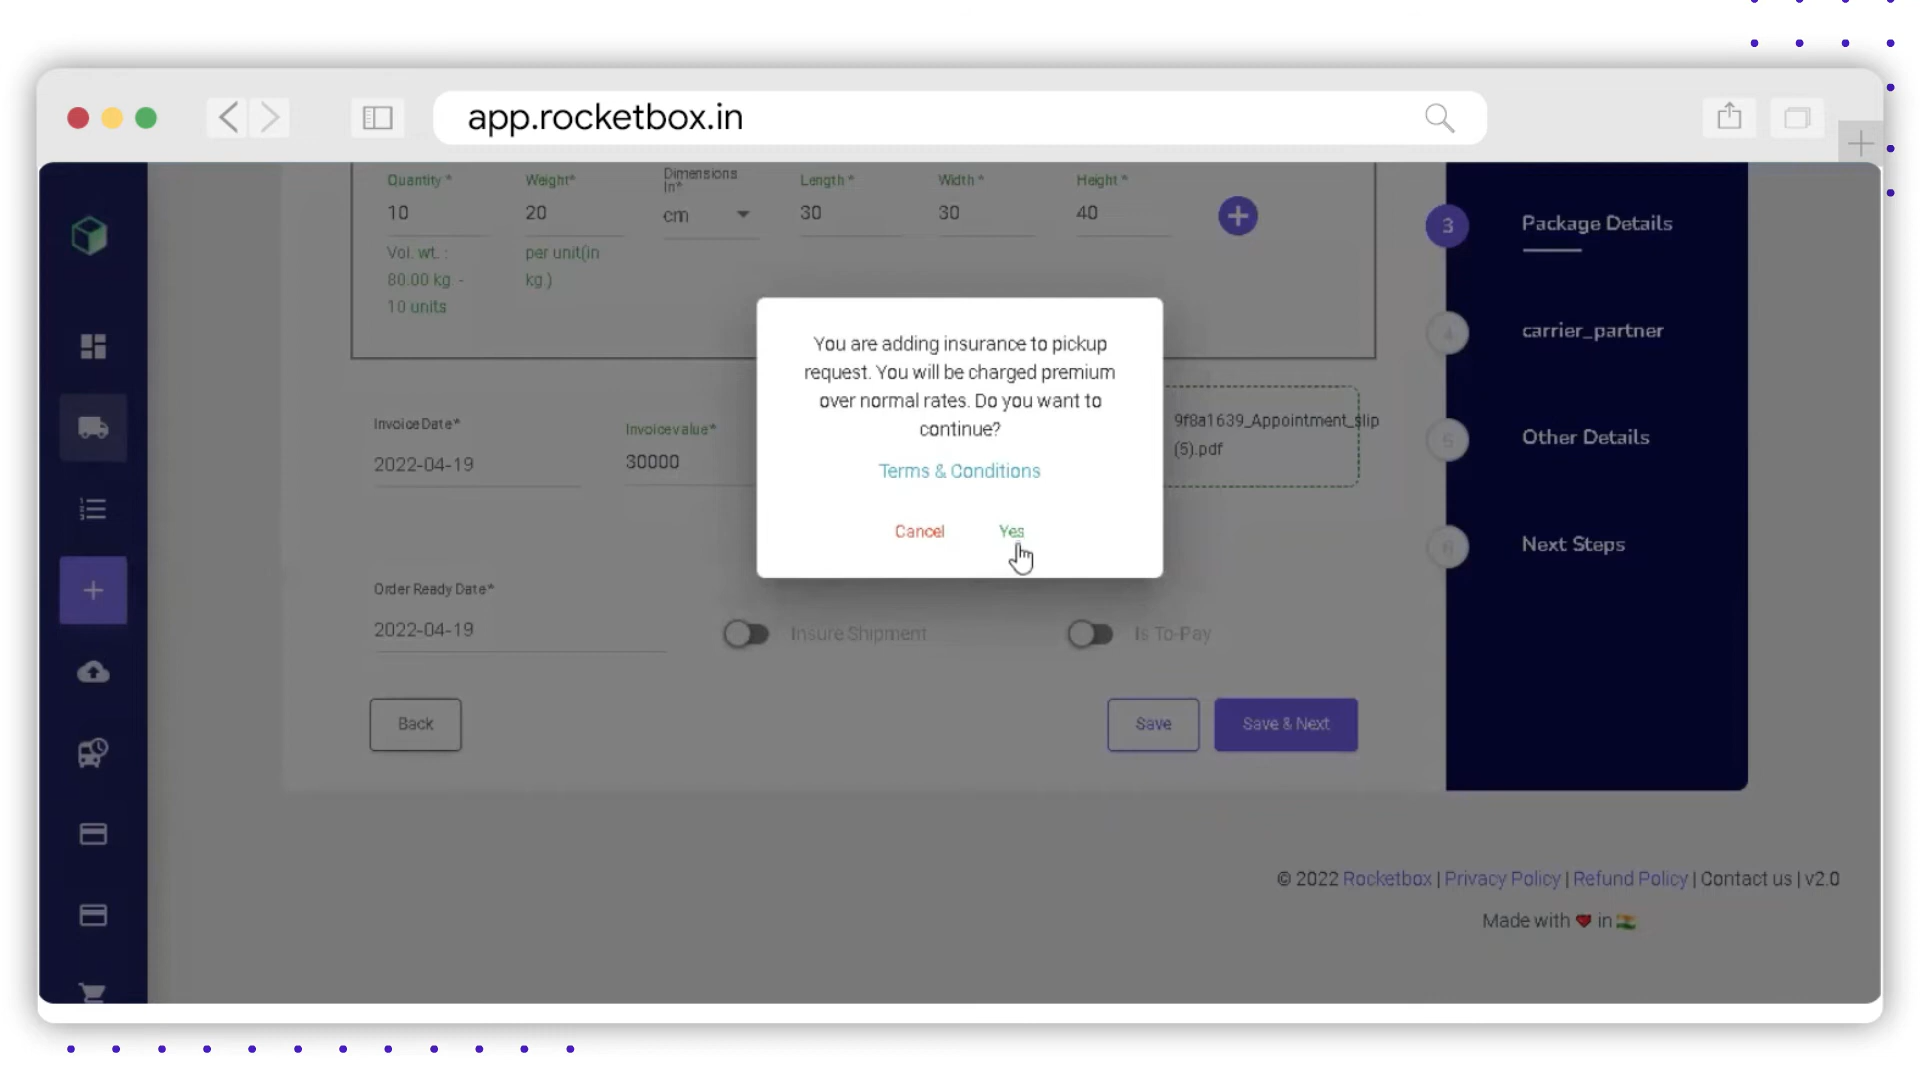 app.rocketbox.in
Quantity *
Weight*
Dimensions
In*
Length *
Width *
Height *
10
20
cm
30
30
40
Vol. wt. :
80.00 kg -
10 units
per unit(in
kg.)
3
Package Details
4
carrier_partner
5
Other Details
6
Next Steps
You are adding insurance to pickup
request. You will be charged premium
over normal rates. Do you want to
continue?
Terms & Conditions
Cancel
Yes
Invoice Date*
2022-04-19
Invoice value*
30000
9f8a1639_Appointment_slip
(5).pdf
Order Ready Date*
2022-04-19
Insure Shipment
Is To-Pay
Back
Save
Save & Next
© 2022 Rocketbox | Privacy Policy | Refund Policy | Contact us | v2.0
Made with ❤ in 🇮🇳